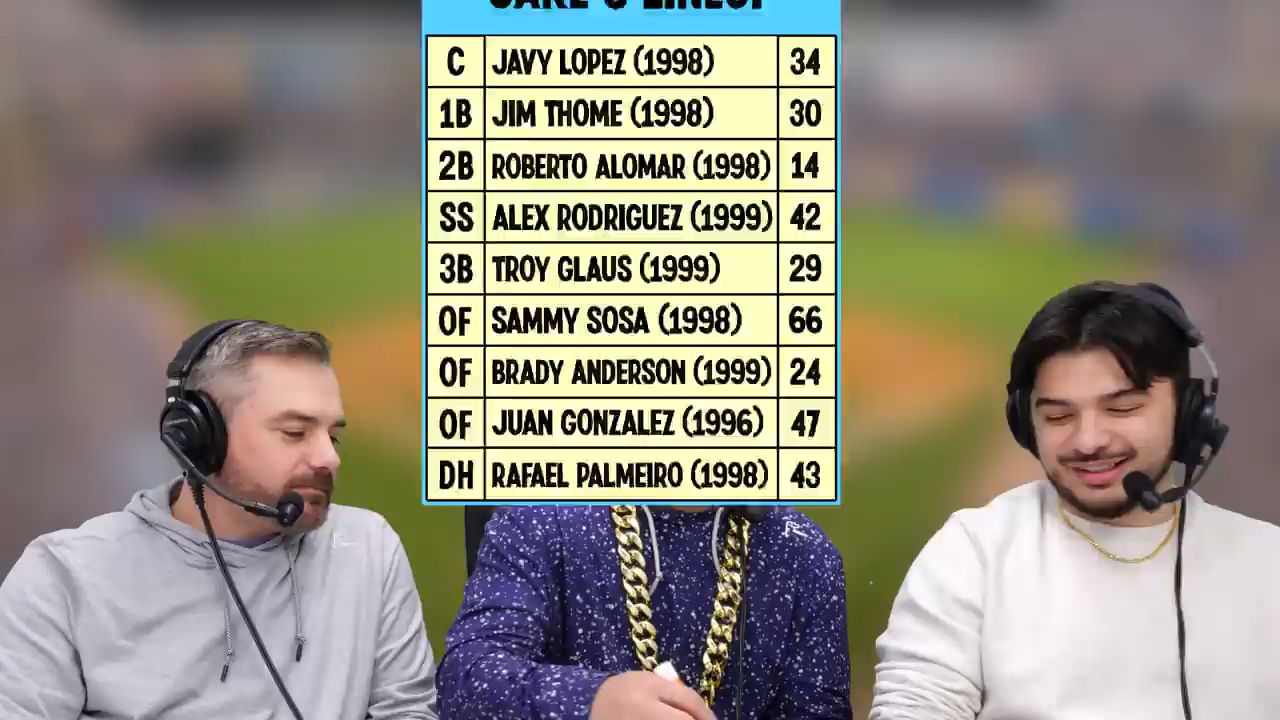 C JAVY LOPEZ (1998) 34
1B JIM THOME (1998) 30
2B ROBERTO ALOMAR (1998) 14
SS ALEX RODRIGUEZ (1999) 42
3B TROY GLAUS (1999) 29
OF SAMMY SOSA (1998) 66
OF BRADY ANDERSON (1999) 24
OF JUAN GONZALEZ (1996) 47
DH RAFAEL PALMEIRO (1998) 43